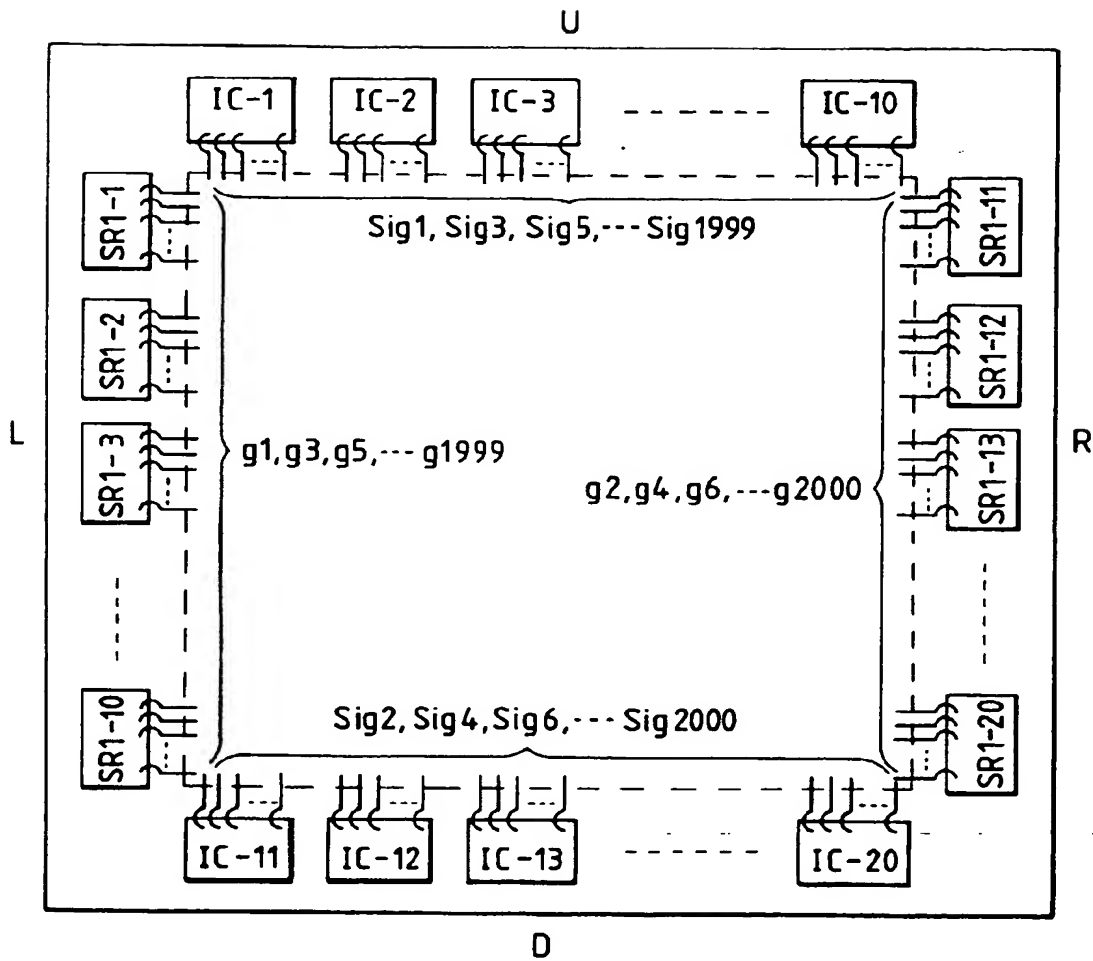 U
IC-1 IC-2 IC-3 IC-10
SR1-1
SR1-11
Sig1, Sig3, Sig5,--- Sig1999
SR1-2
SR1-12
L
R
SR1-3
SR1-13
g1,g3,g5,--- g1999
g2,g4,g6,---g2000
SR1-10
SR1-20
Sig2, Sig4, Sig6,--- Sig2000
IC-11 IC-12 IC-13 IC-20
D